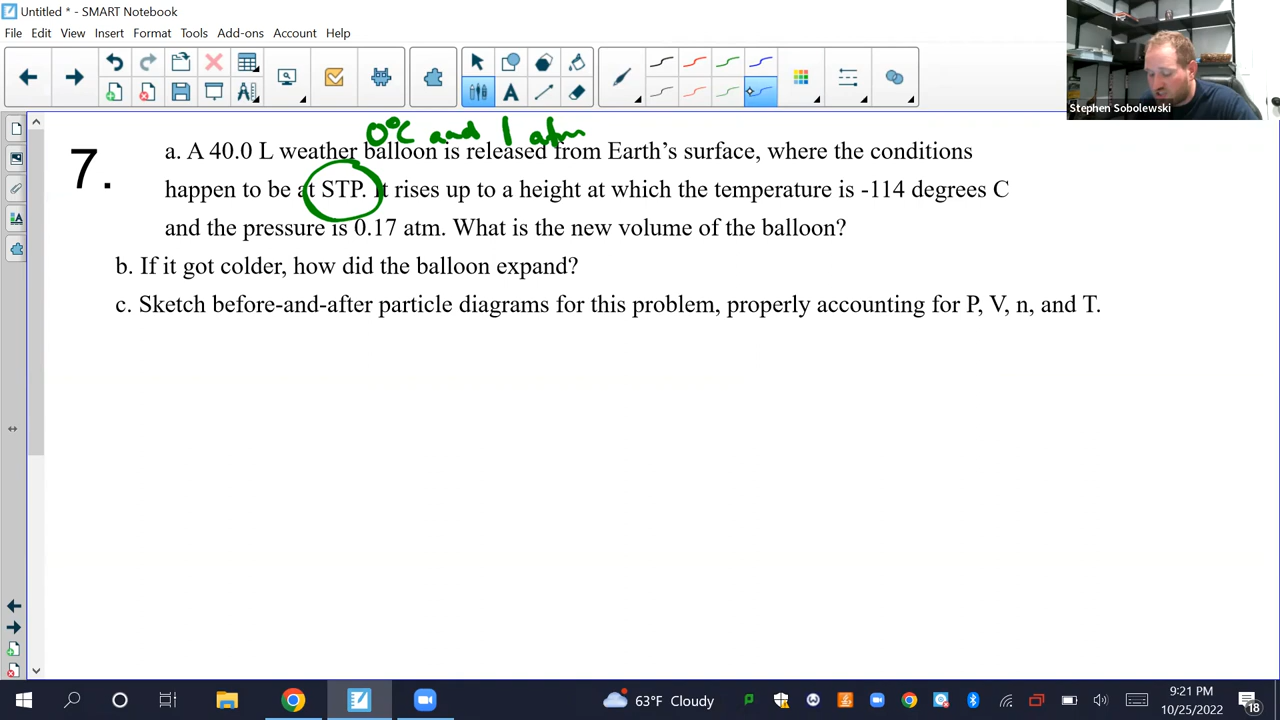 Untitled * - SMART Notebook
File Edit View Insert Format Tools Add-ons Account Help
Stephen Sobolewski
0°C and 1 atm
7. a. A 40.0 L weather balloon is released from Earth's surface, where the conditions
happen to be at STP. It rises up to a height at which the temperature is -114 degrees C
and the pressure is 0.17 atm. What is the new volume of the balloon?
b. If it got colder, how did the balloon expand?
c. Sketch before-and-after particle diagrams for this problem, properly accounting for P, V, n, and T.
63°F Cloudy
9:21 PM
10/25/2022
18